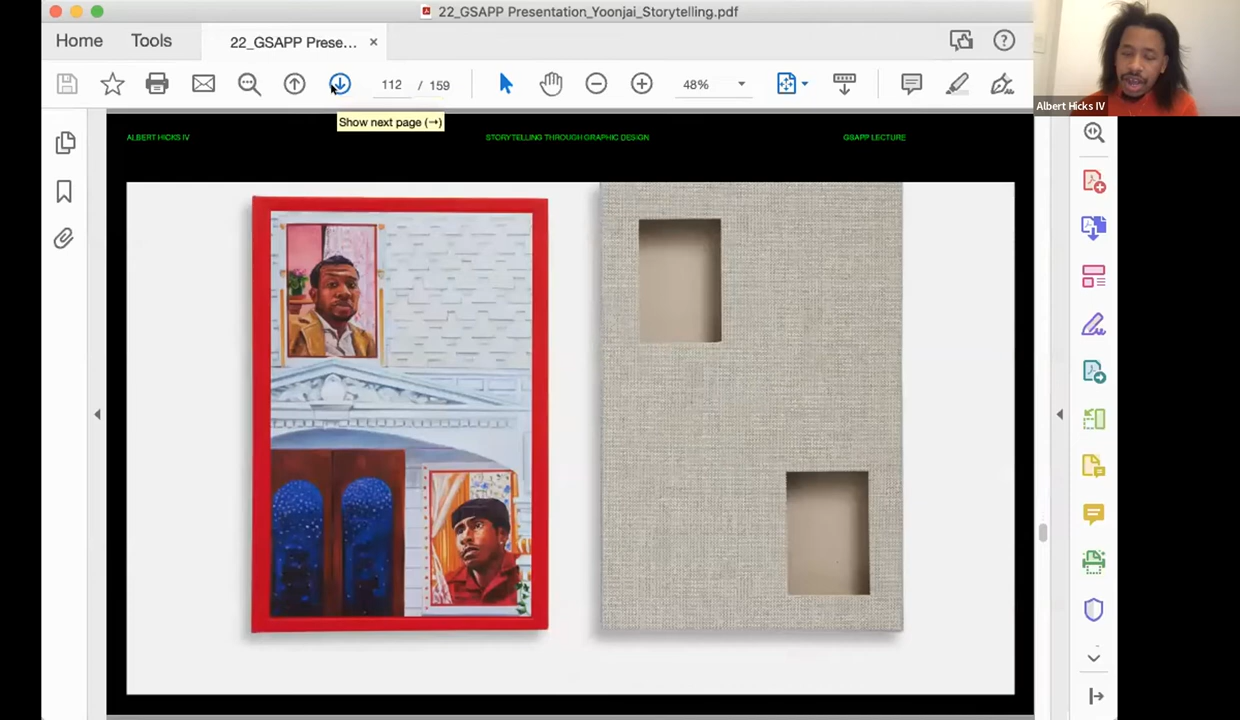 22_GSAPP Presentation_Yoonjai_Storytelling.pdf
Home
Tools
22_GSAPP Prese...
112 / 159
48%
Show next page (→)
Albert Hicks IV
ALBERT HICKS IV
STORYTELLING THROUGH GRAPHIC DESIGN
GSAPP LECTURE